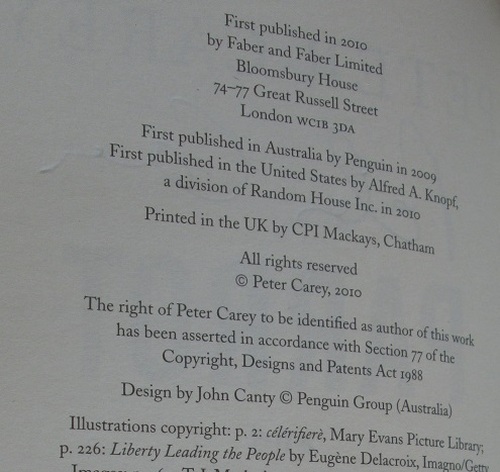 First published in 2010
by Faber and Faber Limited
Bloomsbury House
74–77 Great Russell Street
London WC1B 3DA
First published in Australia by Penguin in 2009
First published in the United States by Alfred A. Knopf,
a division of Random House Inc. in 2010
Printed in the UK by CPI Mackays, Chatham
All rights reserved
© Peter Carey, 2010
The right of Peter Carey to be identified as author of this work
has been asserted in accordance with Section 77 of the
Copyright, Designs and Patents Act 1988
Design by John Canty © Penguin Group (Australia)
Illustrations copyright: p. 2: célérifierè, Mary Evans Picture Library;
p. 226: Liberty Leading the People by Eugène Delacroix, Imagno/Getty